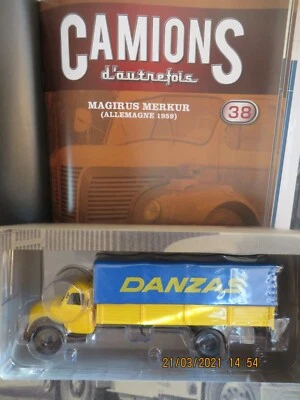 CAMIONS
d'autrefois
MAGIRUS MERKUR
(ALLEMAGNE 1959)
38
DANZAS
21/03/2021 14:54